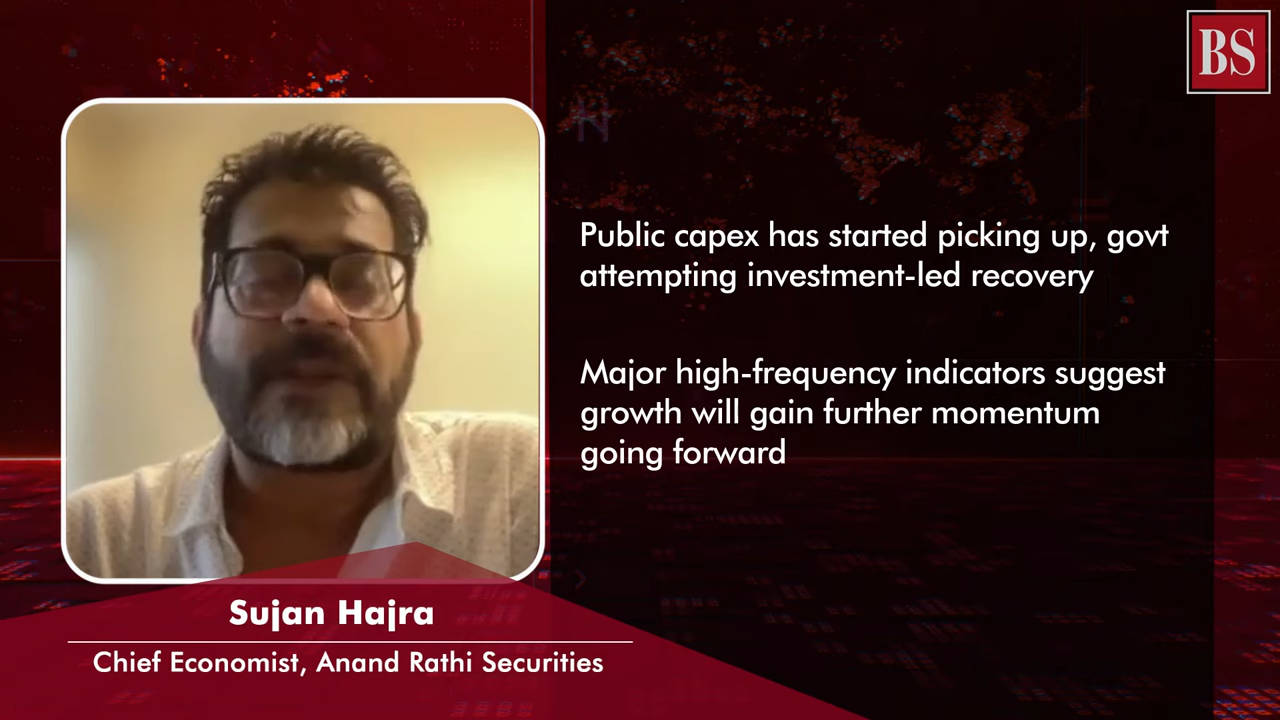 BS
Public capex has started picking up, govt
attempting investment-led recovery
Major high-frequency indicators suggest
growth will gain further momentum
going forward
Sujan Hajra
Chief Economist, Anand Rathi Securities